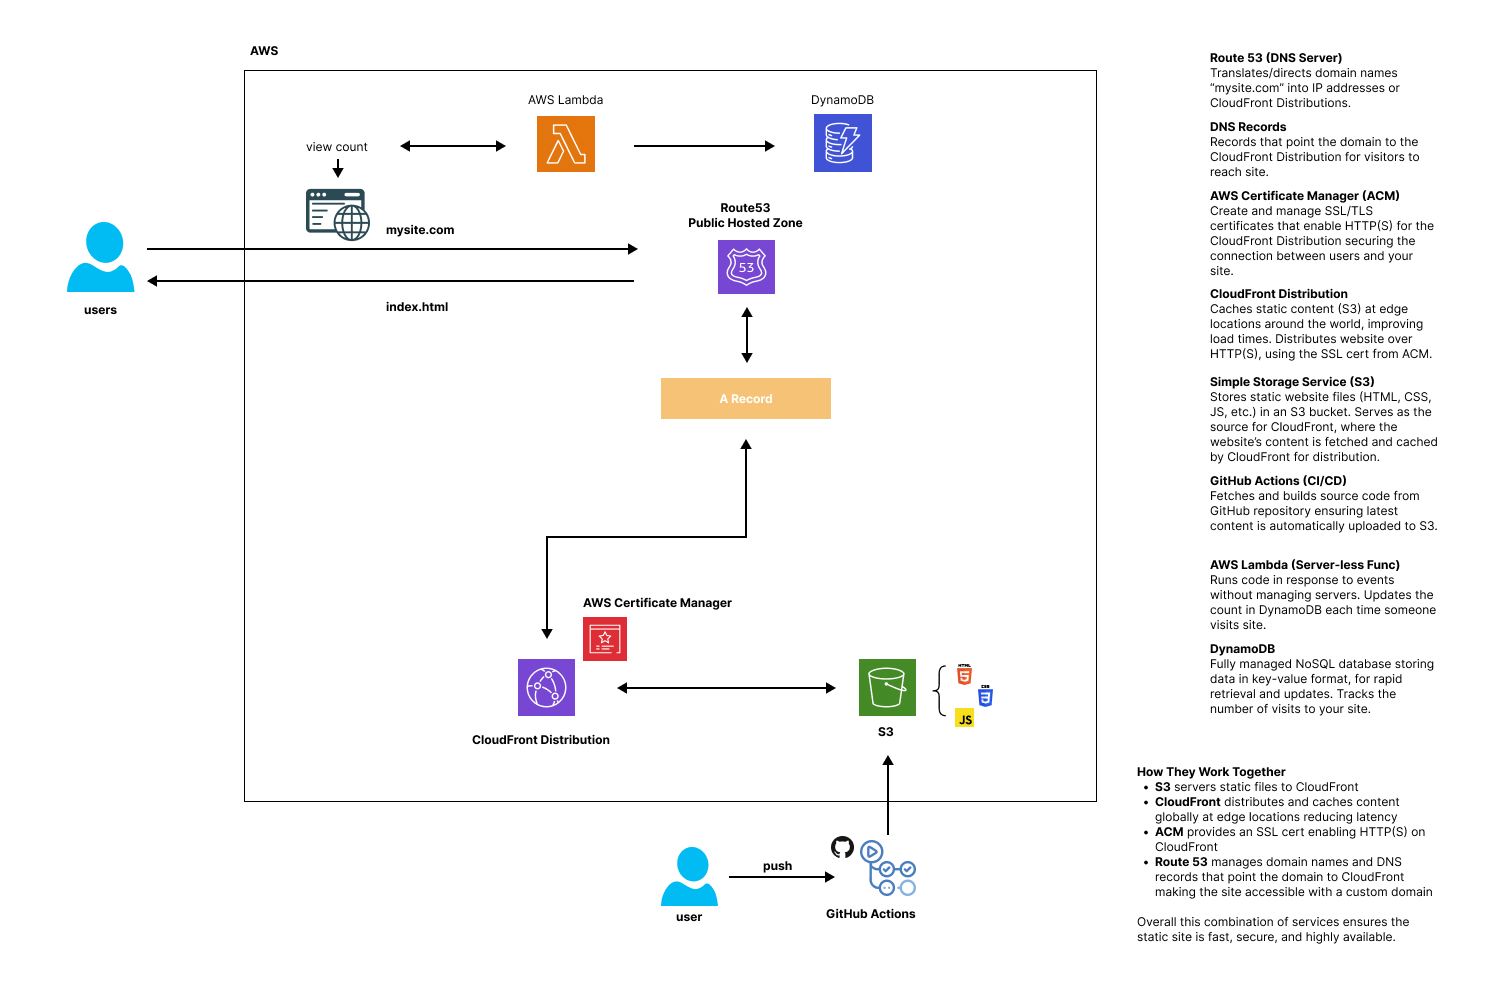 AWS
AWS Lambda
DynamoDB
view count
Route53
Public Hosted Zone
mysite.com
53
users
index.html
A Record
AWS Certificate Manager
HTML
5
CSS
3
JS
CloudFront Distribution
S3
push
user
GitHub Actions
Route 53 (DNS Server)
Translates/directs domain names
“mysite.com” into IP addresses or
CloudFront Distributions.
DNS Records
Records that point the domain to the
CloudFront Distribution for visitors to
reach site.
AWS Certificate Manager (ACM)
Create and manage SSL/TLS
certificates that enable HTTP(S) for the
CloudFront Distribution securing the
connection between users and your
site.
CloudFront Distribution
Caches static content (S3) at edge
locations around the world, improving
load times. Distributes website over
HTTP(S), using the SSL cert from ACM.
Simple Storage Service (S3)
Stores static website files (HTML, CSS,
JS, etc.) in an S3 bucket. Serves as the
source for CloudFront, where the
website’s content is fetched and cached
by CloudFront for distribution.
GitHub Actions (CI/CD)
Fetches and builds source code from
GitHub repository ensuring latest
content is automatically uploaded to S3.
AWS Lambda (Server-less Func)
Runs code in response to events
without managing servers. Updates the
count in DynamoDB each time someone
visits site.
DynamoDB
Fully managed NoSQL database storing
data in key-value format, for rapid
retrieval and updates. Tracks the
number of visits to your site.
How They Work Together
• S3 servers static files to CloudFront
• CloudFront distributes and caches content
globally at edge locations reducing latency
• ACM provides an SSL cert enabling HTTP(S) on
CloudFront
• Route 53 manages domain names and DNS
records that point the domain to CloudFront
making the site accessible with a custom domain
Overall this combination of services ensures the
static site is fast, secure, and highly available.